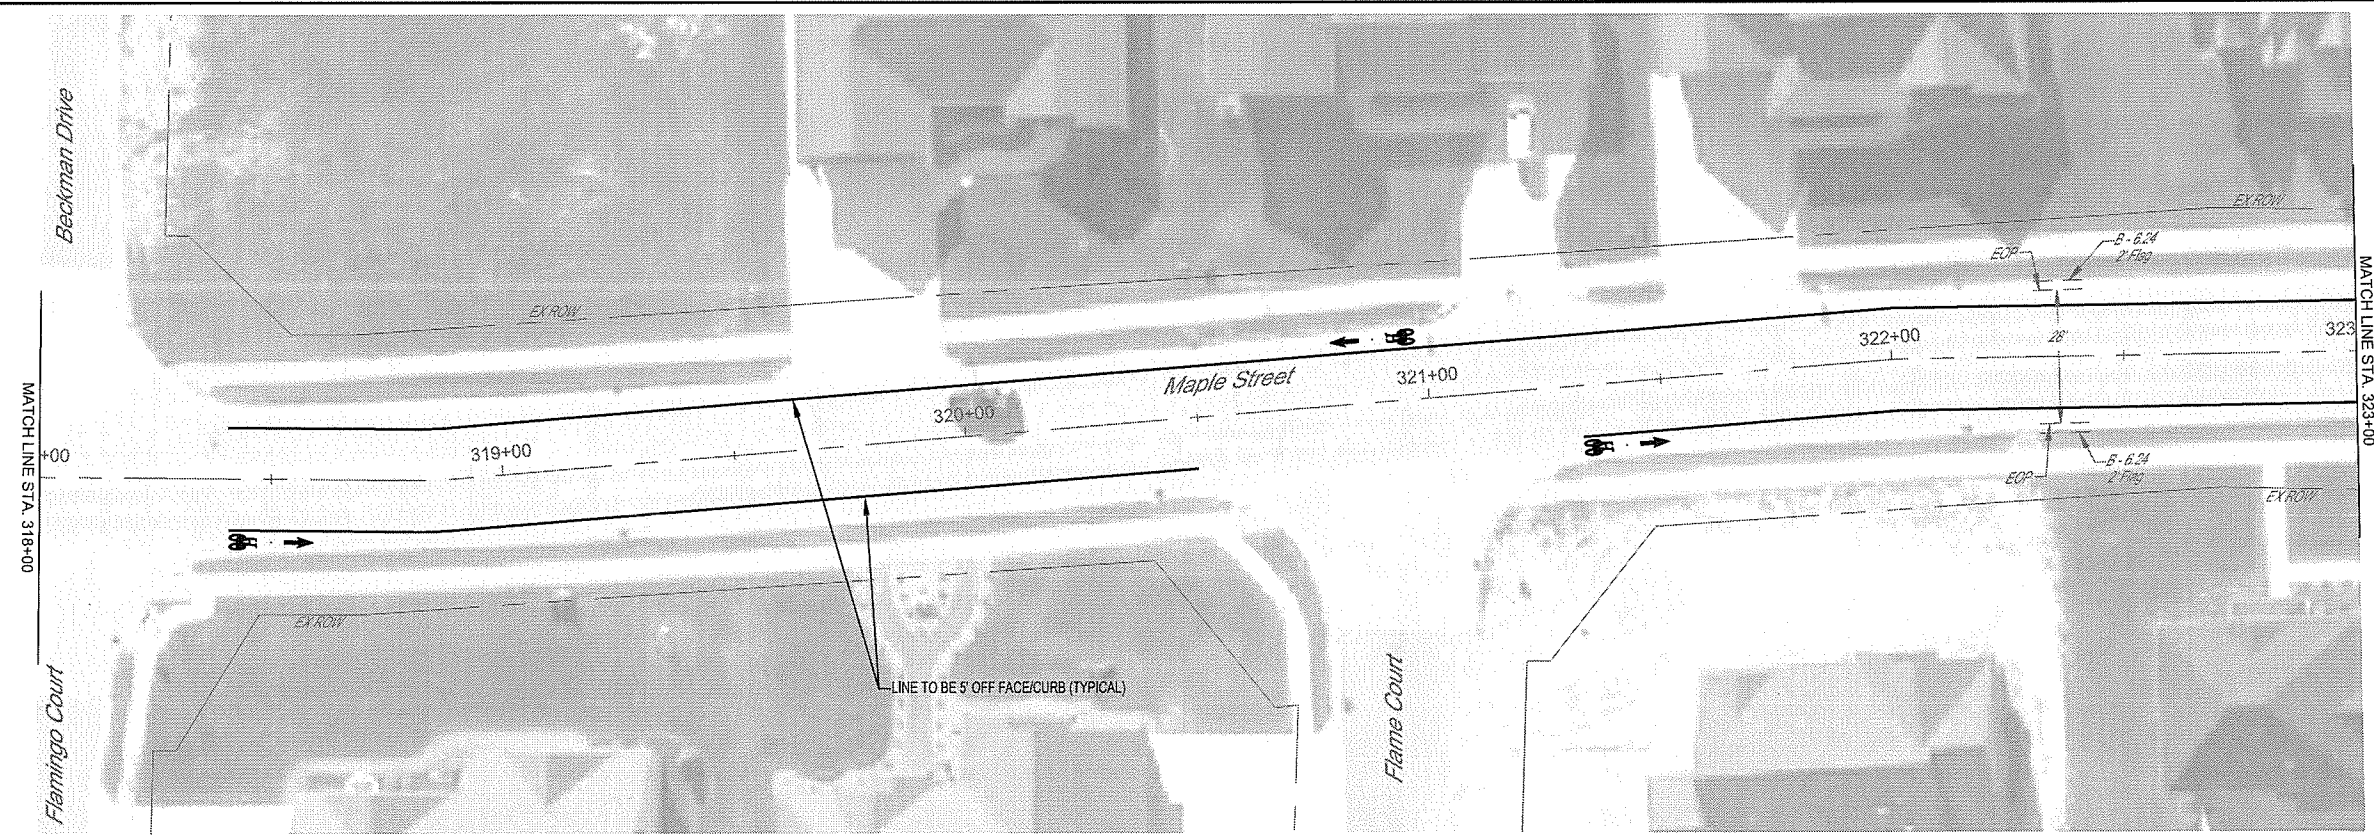 Beckman Drive
EX ROW
EX ROW
EOP
B - 6.24
2' Flag
MATCH LINE STA. 318+00
+00
319+00
320+00
Maple Street
321+00
322+00
28'
323
MATCH LINE STA. 323+00
EOP
B - 6.24
2' Flag
EX ROW
EX ROW
LINE TO BE 5' OFF FACE/CURB (TYPICAL)
Flamingo Court
Flame Court